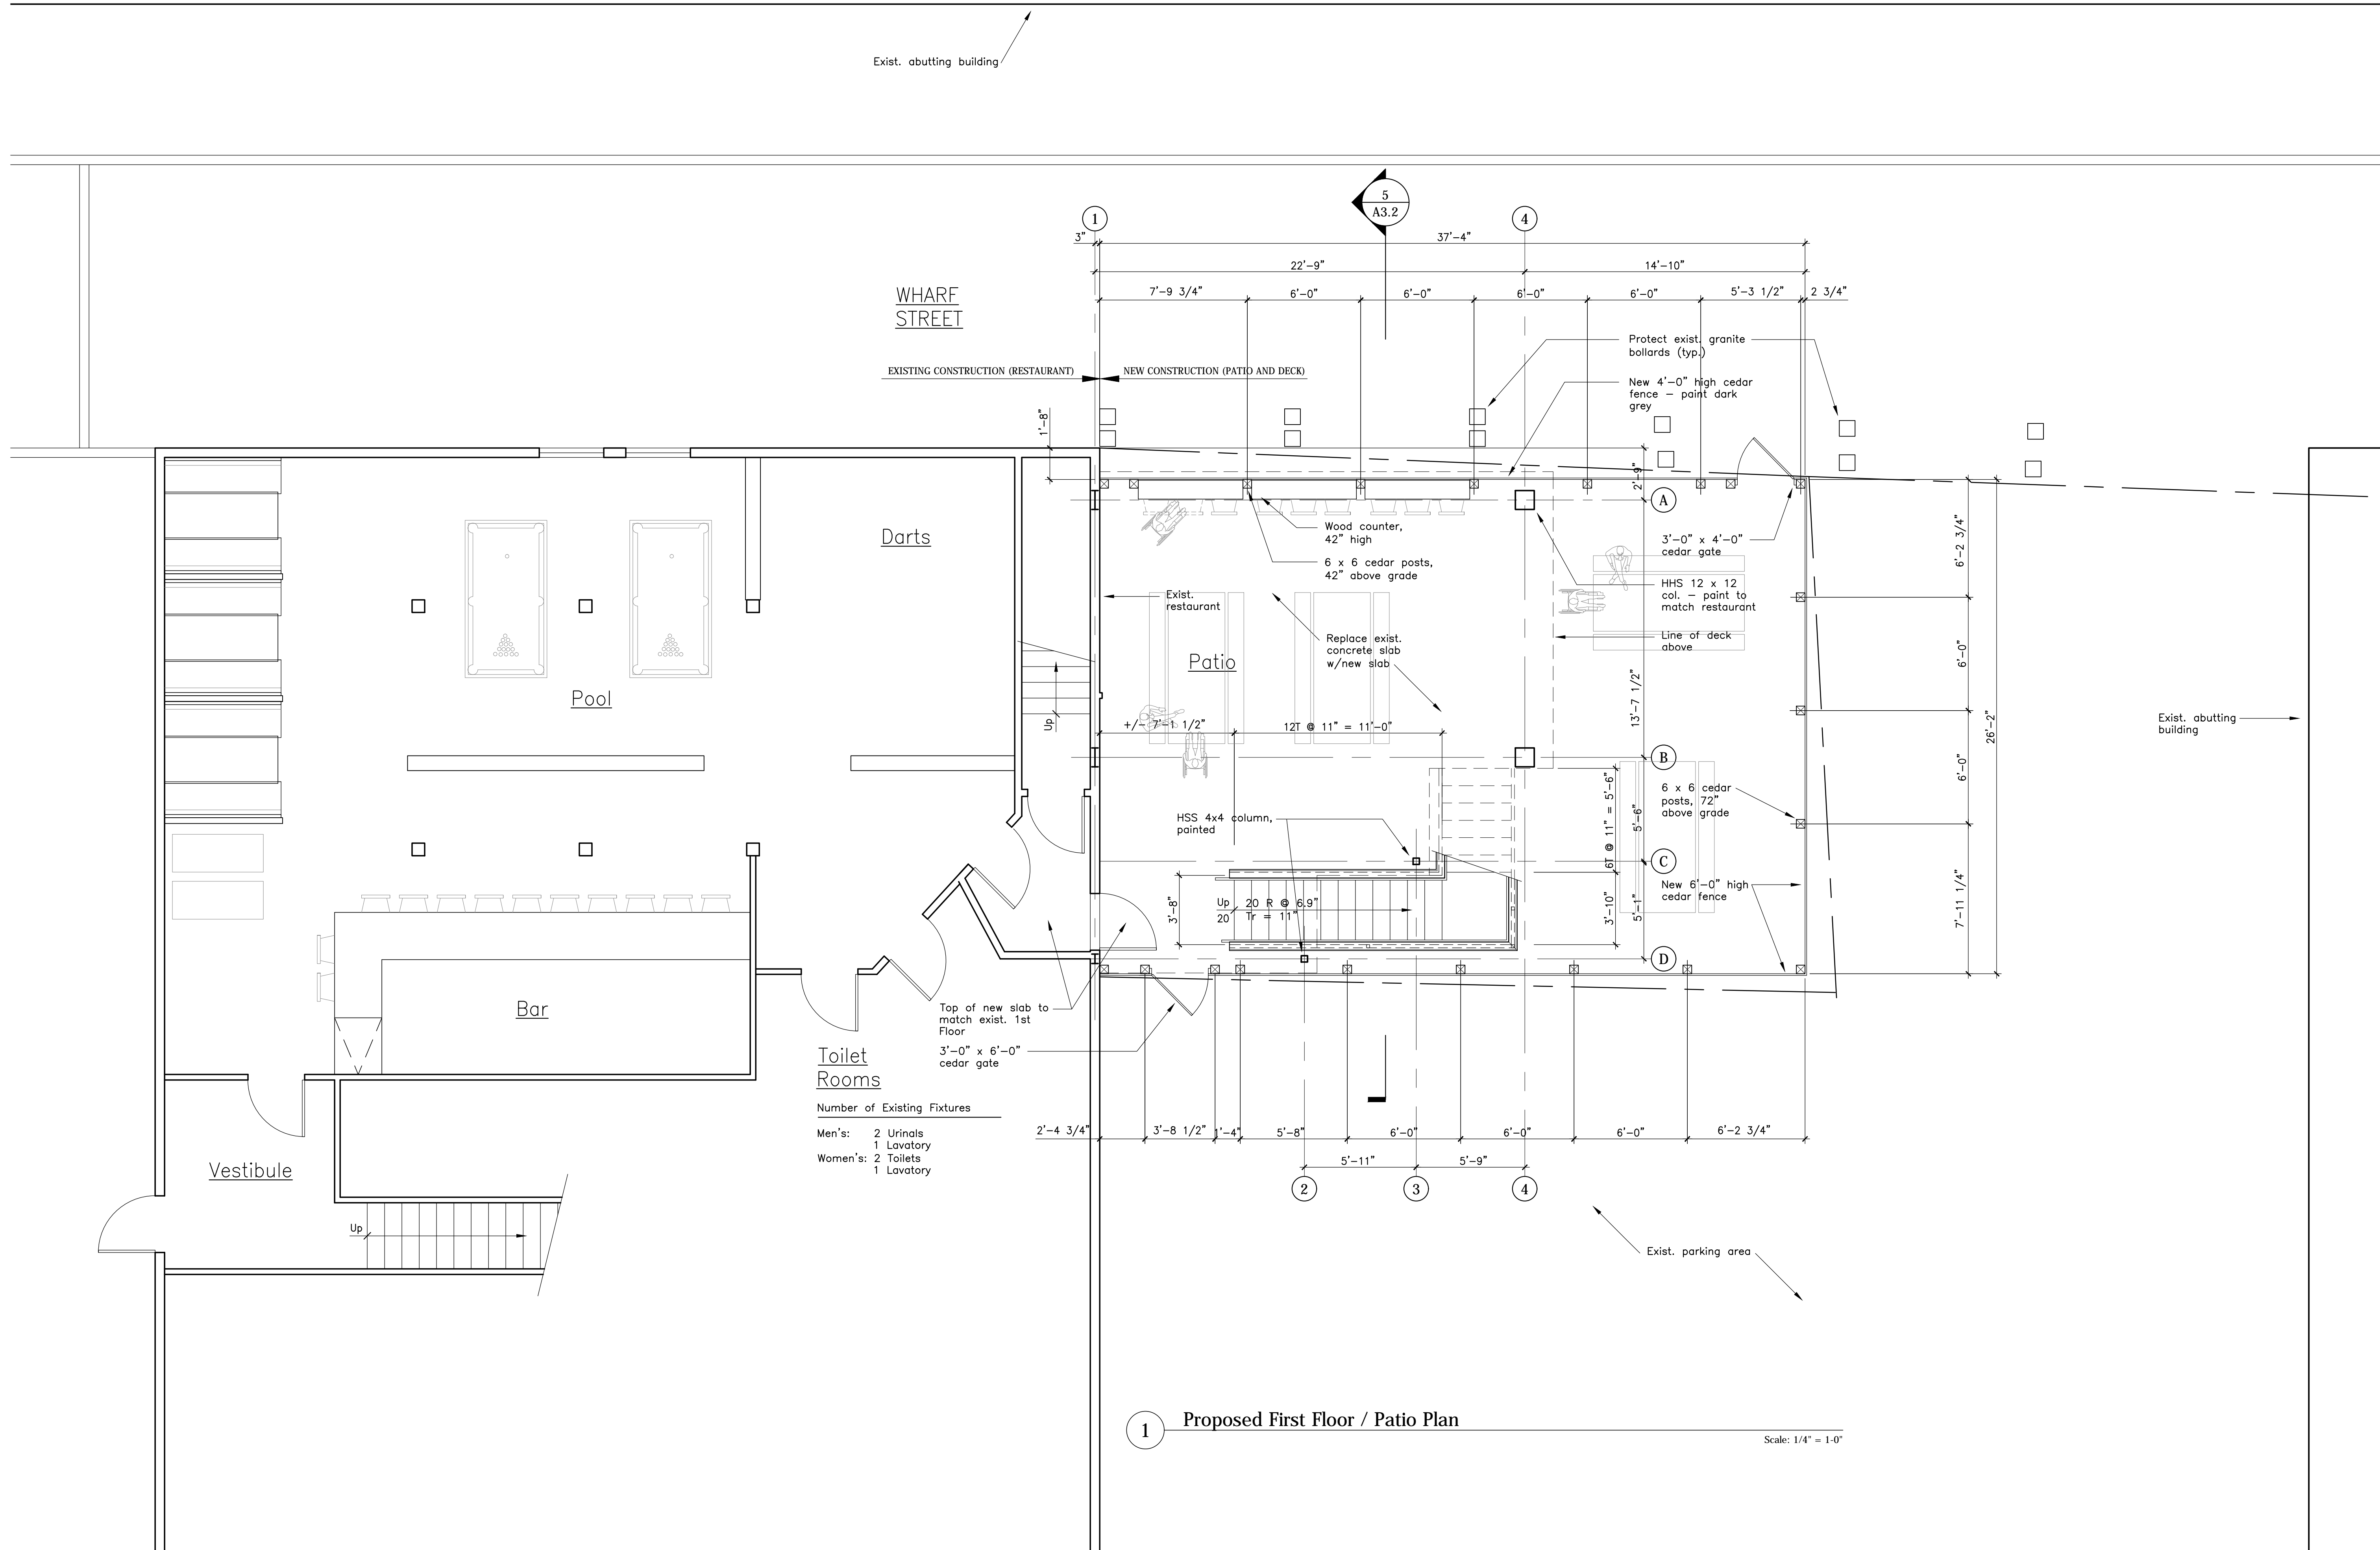 Exist. abutting building
5
A3.2
1
4
3"
37'-4"
22'-9"
14'-10"
7'-9 3/4"
6'-0"
6'-0"
6'-0"
6'-0"
5'-3 1/2"
2 3/4"
WHARF
STREET
Protect exist. granite
bollards (typ.)
EXISTING CONSTRUCTION (RESTAURANT)
NEW CONSTRUCTION (PATIO AND DECK)
New 4'-0" high cedar
fence – paint dark
grey
1'-8"
2'-9"
A
Darts
Wood counter,
42" high
3'-0" x 4'-0"
cedar gate
6'-2 3/4"
6 x 6 cedar posts,
42" above grade
HHS 12 x 12
col. – paint to
match restaurant
Exist.
restaurant
Replace exist.
concrete slab
w/new slab
Line of deck
above
6'-0"
Patio
Pool
13'-7 1/2"
Up
+/- 7'-1 1/2"
12T @ 11" = 11'-0"
26'-2"
Exist. abutting
building
B
6'-0"
6 x 6 cedar
posts, 72"
above grade
HSS 4x4 column,
painted
6T @ 11" = 5'-6"
5'-6"
C
New 6'-0" high
cedar fence
3'-8"
Up
20
20 R @ 6.9"
Tr = 11"
3'-10"
5'-1"
7'-11 1/4"
D
Bar
Top of new slab to
match exist. 1st
Floor
3'-0" x 6'-0"
cedar gate
Toilet
Rooms
Number of Existing Fixtures
Men's: 2 Urinals
1 Lavatory
Women's: 2 Toilets
1 Lavatory
2'-4 3/4"
3'-8 1/2"
1'-4"
5'-8"
6'-0"
6'-0"
6'-0"
6'-2 3/4"
5'-11"
5'-9"
2
3
4
Vestibule
Up
Exist. parking area
1
Proposed First Floor / Patio Plan
Scale: 1/4" = 1-0"